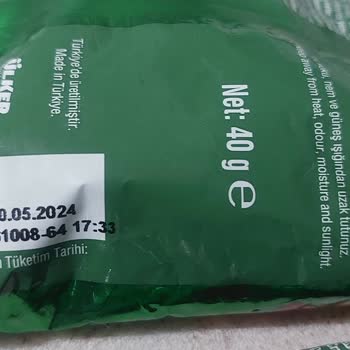 ÜLKER
Türkiye'de üretilmiştir.
Made in Türkiye.
0.05.2024
1008-64 17:33
Tüketim Tarihi:
Net: 40 g e
nem ve güneş ışığından uzak tutunuz.
away from heat, odour, moisture and sunlight.